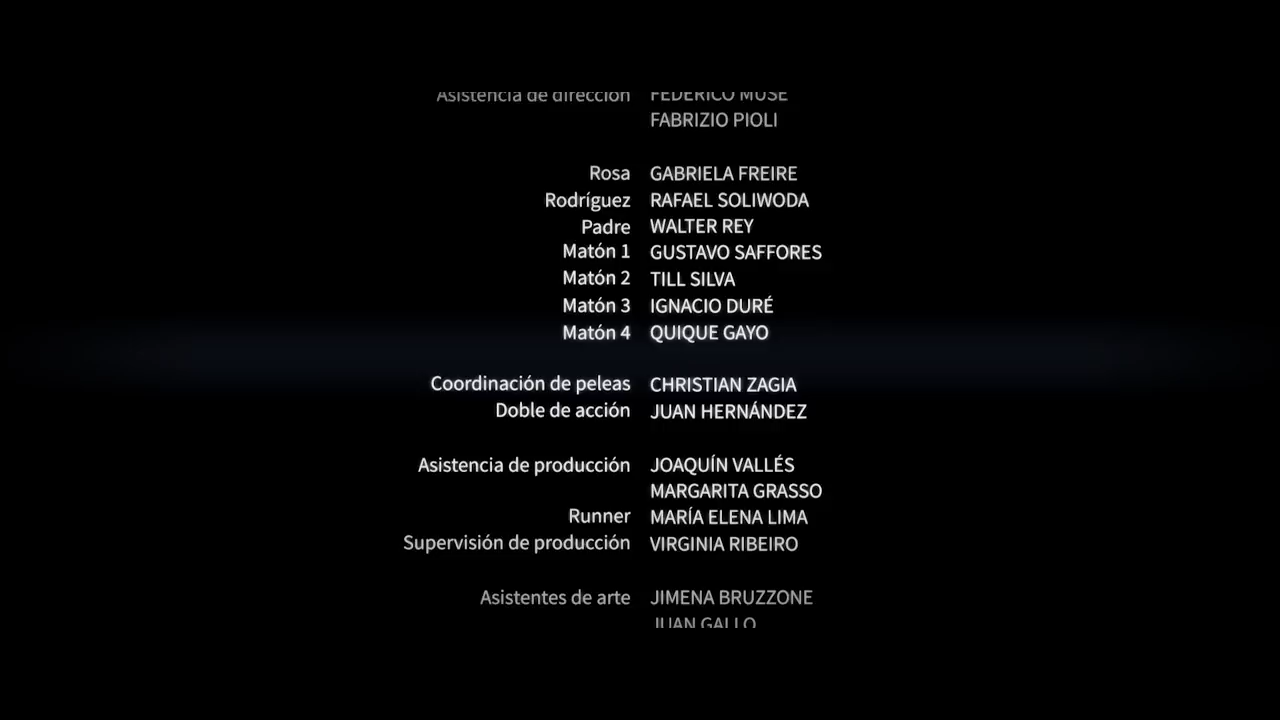 Asistencia de dirección FEDERICO MUSE
FABRIZIO PIOLI
Rosa GABRIELA FREIRE
Rodríguez RAFAEL SOLIWODA
Padre WALTER REY
Matón 1 GUSTAVO SAFFORES
Matón 2 TILL SILVA
Matón 3 IGNACIO DURÉ
Matón 4 QUIQUE GAYO
Coordinación de peleas CHRISTIAN ZAGIA
Doble de acción JUAN HERNÁNDEZ
Asistencia de producción JOAQUÍN VALLÉS
MARGARITA GRASSO
Runner MARÍA ELENA LIMA
Supervisión de producción VIRGINIA RIBEIRO
Asistentes de arte JIMENA BRUZZONE
JUAN GALLO